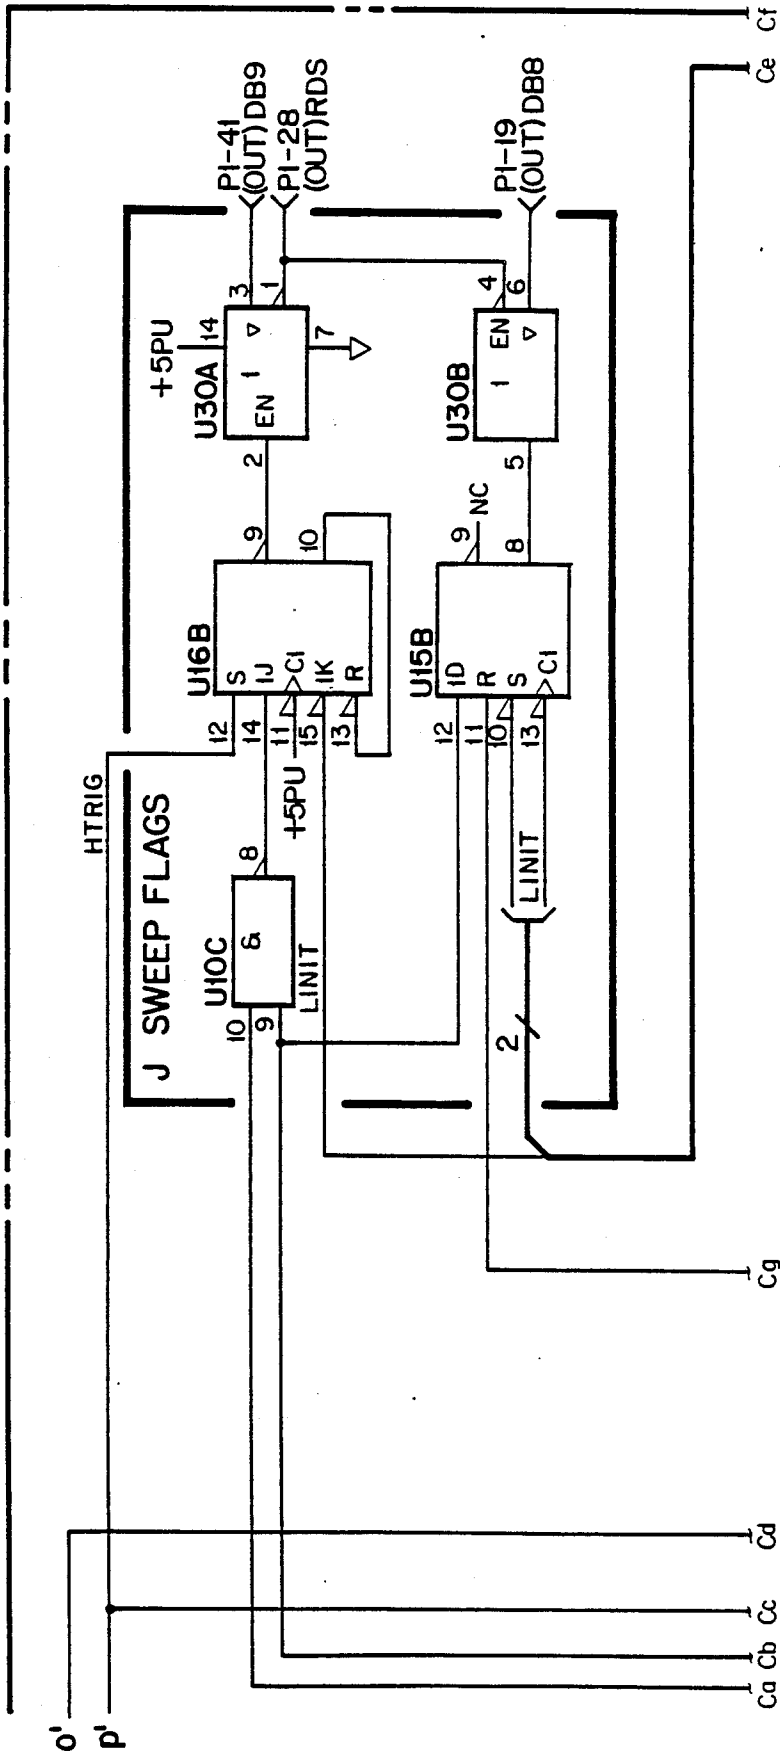 J SWEEP FLAGS
HTRIG
o'
p'
U10C
10
9
&
8
LINIT
U16B
12
S
14
1J
11
C1
+5PU
15
1K
13
R
9
10
+5PU
U30A
2
EN
1
14
7
3
1
P1-41
(OUT) DB9
P1-28
(OUT) RDS
U15B
12
1D
11
R
10
S
13
C1
LINIT
2
9
NC
8
U30B
5
1
EN
4
6
P1-19
(OUT) DB8
Ca
Cb
Cc
Cd
Cg
Ce
Cf